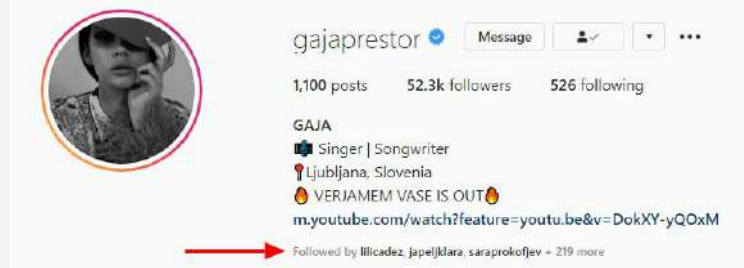 gajaprestor Message
1,100 posts 52.3k followers 526 following
GAJA
Singer | Songwriter
Ljubljana, Slovenia
VERJAMEM VASE IS OUT
m.youtube.com/watch?feature=youtu.be&v=DokXY-yQOxM
Followed by lilicadez, japeljklara, saraprokofjev + 219 more